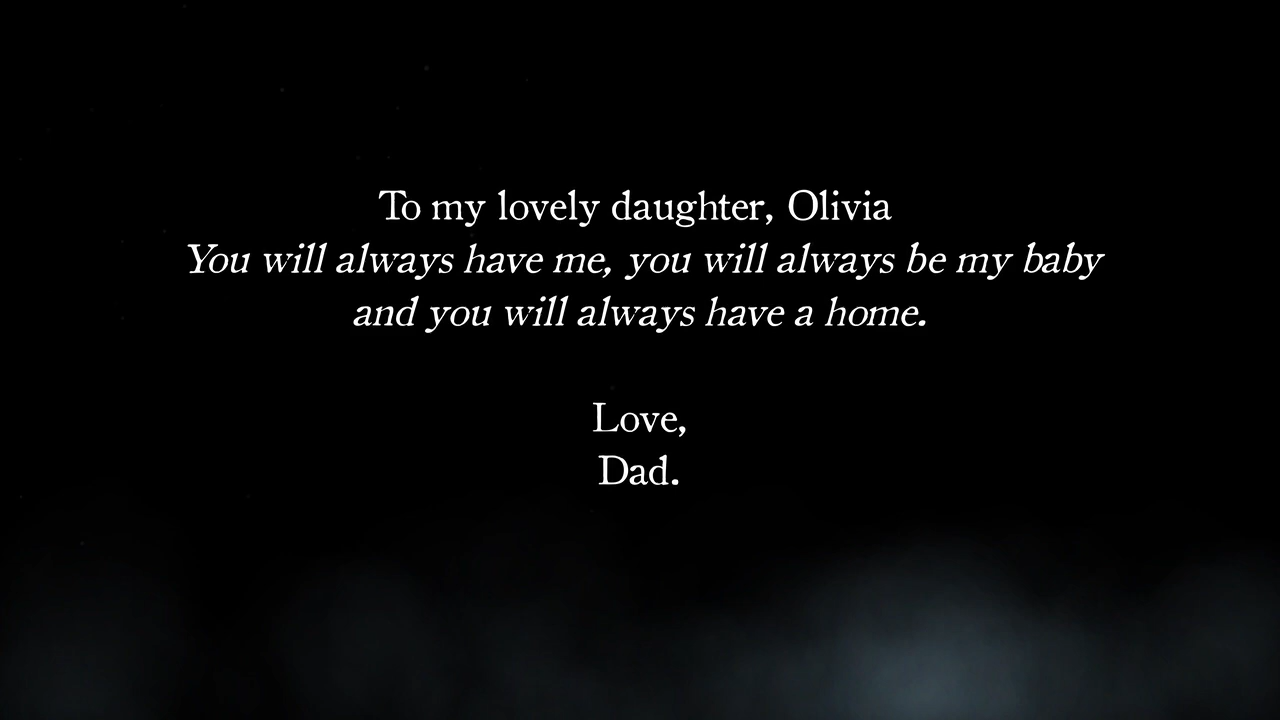 To my lovely daughter, Olivia
You will always have me, you will always be my baby
and you will always have a home.
Love,
Dad.